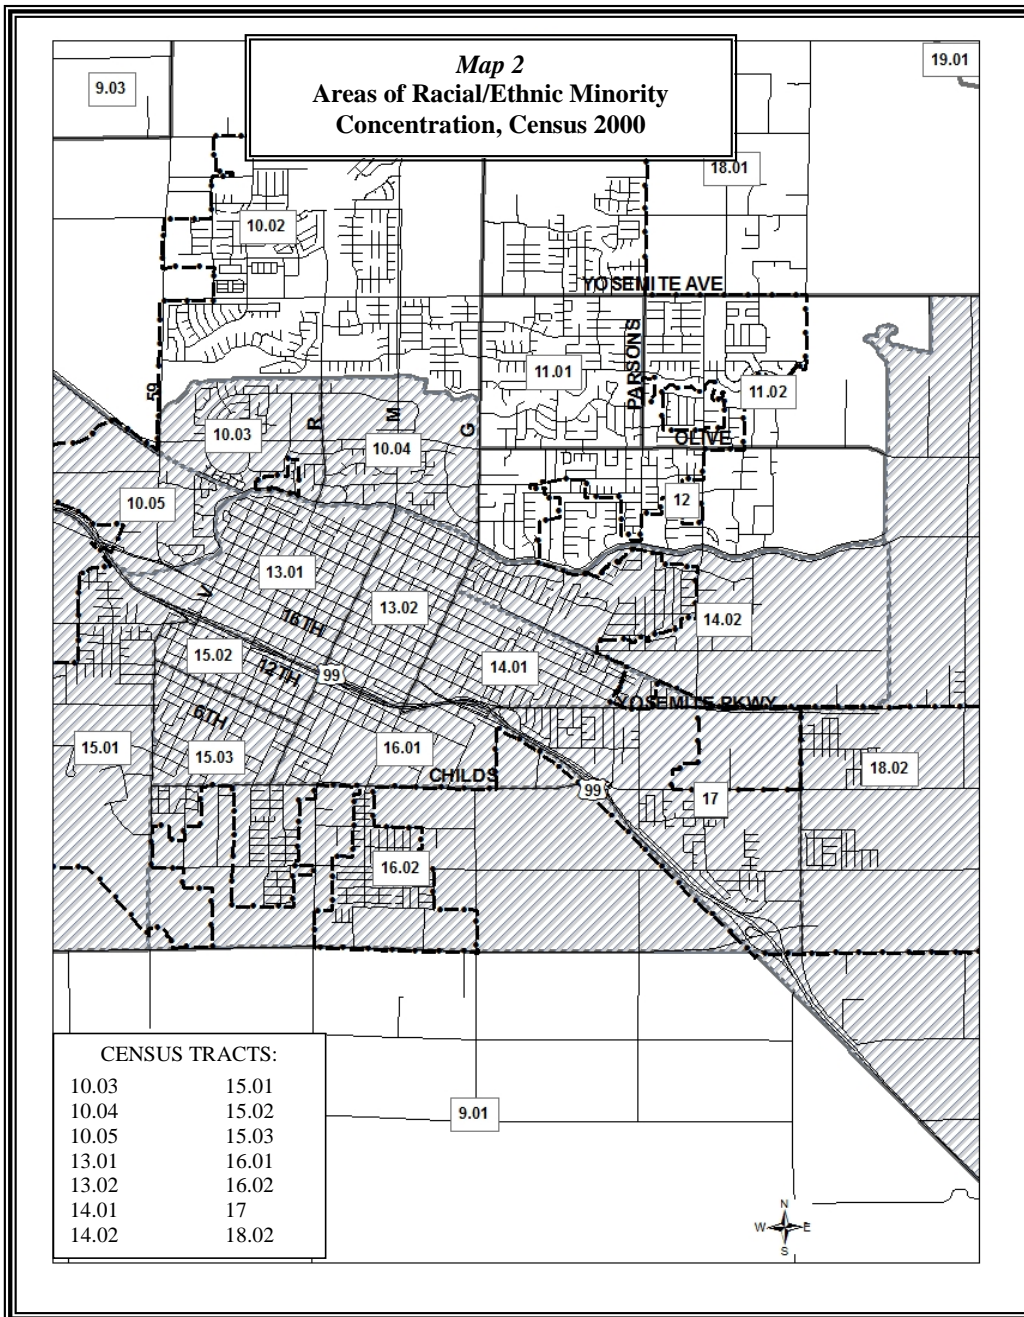 Map 2
Areas of Racial/Ethnic Minority
Concentration, Census 2000
19.01
9.03
18.01
10.02
YOSEMITE AVE
PARSONS
11.01
11.02
59
R
M
G
10.03
10.04
OLIVE
10.05
12
13.01
V
13.02
16TH
14.02
15.02
12TH
99
14.01
YOSEMITE PKWY
6TH
15.01
15.03
16.01
18.02
CHILDS
99
17
16.02
CENSUS TRACTS:
10.03 15.01
10.04 15.02
10.05 15.03
13.01 16.01
13.02 16.02
14.01 17
14.02 18.02
9.01
N
W E
S